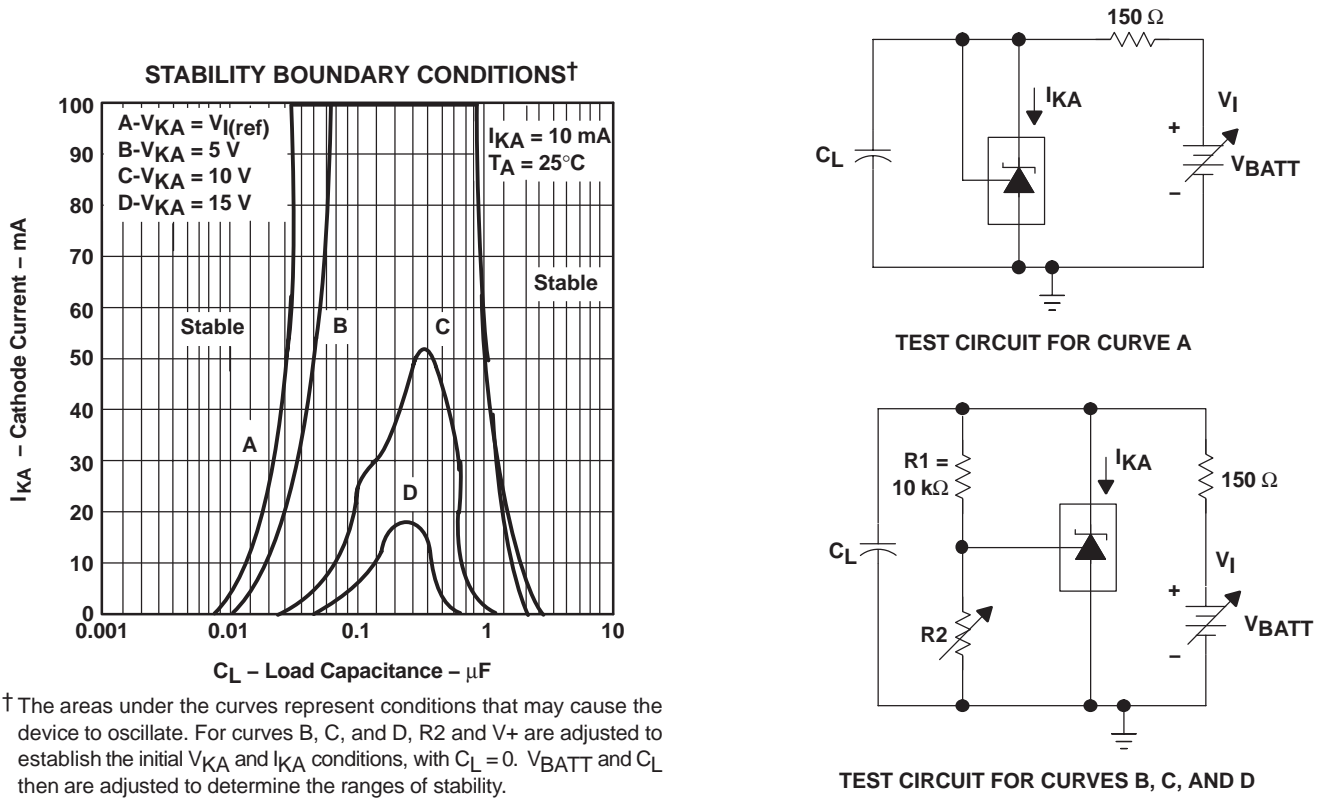 STABILITY BOUNDARY CONDITIONS†
A-VKA = VI(ref)
B-VKA = 5 V
C-VKA = 10 V
D-VKA = 15 V
IKA = 10 mA
TA = 25°C
100
90
80
70
60
50
40
30
20
10
0
IKA – Cathode Current – mA
Stable
Stable
A
B
C
D
0.001
0.01
0.1
1
10
CL – Load Capacitance – μF
† The areas under the curves represent conditions that may cause the
device to oscillate. For curves B, C, and D, R2 and V+ are adjusted to
establish the initial VKA and IKA conditions, with CL = 0. VBATT and CL
then are adjusted to determine the ranges of stability.
150 Ω
IKA
VI
+
CL
VBATT
–
TEST CIRCUIT FOR CURVE A
R1 =
10 kΩ
IKA
150 Ω
CL
VI
+
R2
VBATT
–
TEST CIRCUIT FOR CURVES B, C, AND D